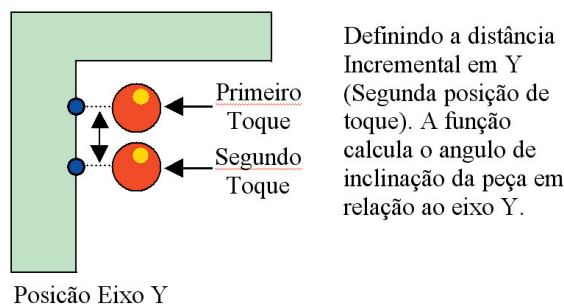 Primeiro
Toque
Segundo
Toque
Posição Eixo Y
Definindo a distância
Incremental em Y
(Segunda posição de
toque). A função
calcula o angulo de
inclinação da peça em
relação ao eixo Y.